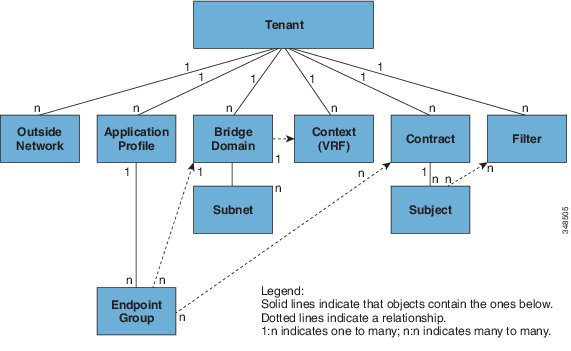 Tenant
1
1
1
1
1
1
n
n
n
n
n
n
Outside
Network
Application
Profile
Bridge
Domain
Context
(VRF)
Contract
Filter
1
1
1
n
1
n
n
n
n
Subnet
Subject
n
n
n
Endpoint
Group
Legend:
Solid lines indicate that objects contain the ones below.
Dotted lines indicate a relationship.
1:n indicates one to many; n:n indicates many to many.
348505